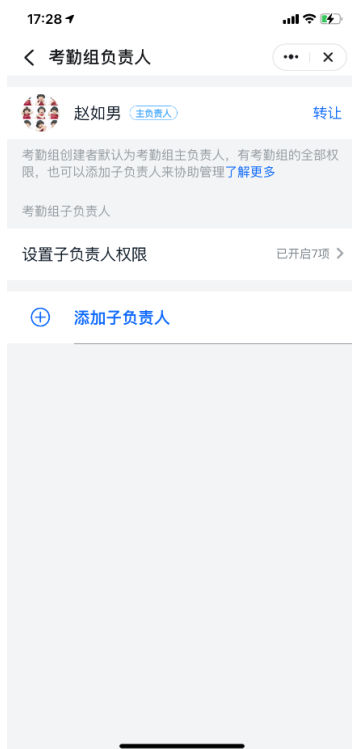 17:28
考勤组负责人
赵如男 主负责人 转让
考勤组创建者默认为考勤组主负责人，有考勤组的全部权
限，也可以添加子负责人来协助管理了解更多
考勤组子负责人
设置子负责人权限 已开启7项
添加子负责人